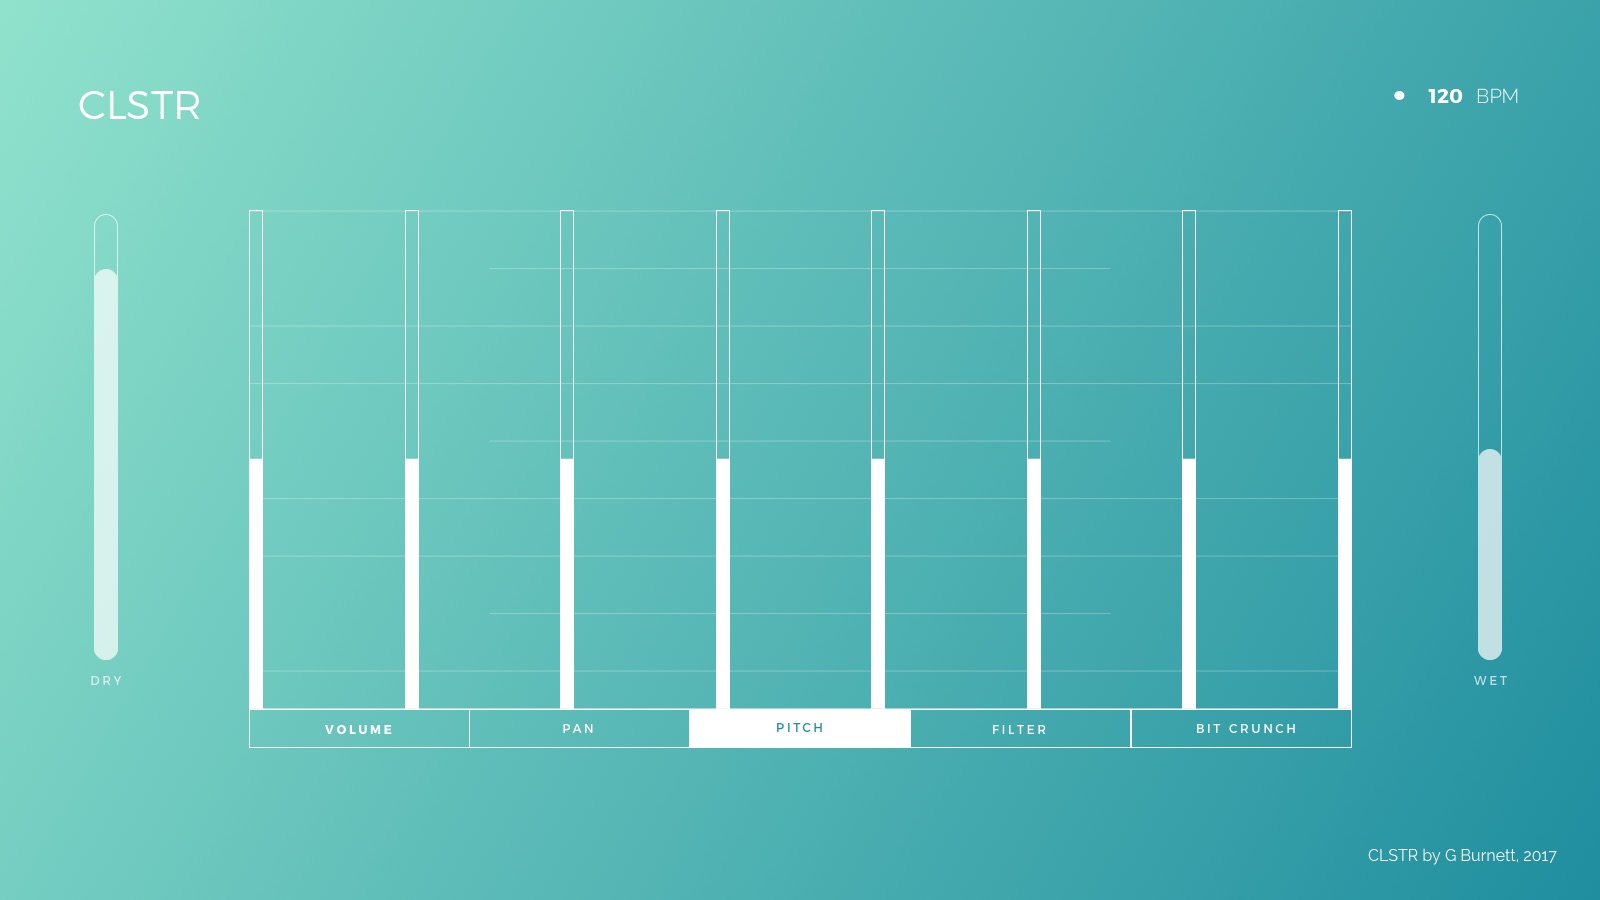 CLSTR
120 BPM
DRY
WET
VOLUME PAN PITCH FILTER BIT CRUNCH
CLSTR by G Burnett, 2017